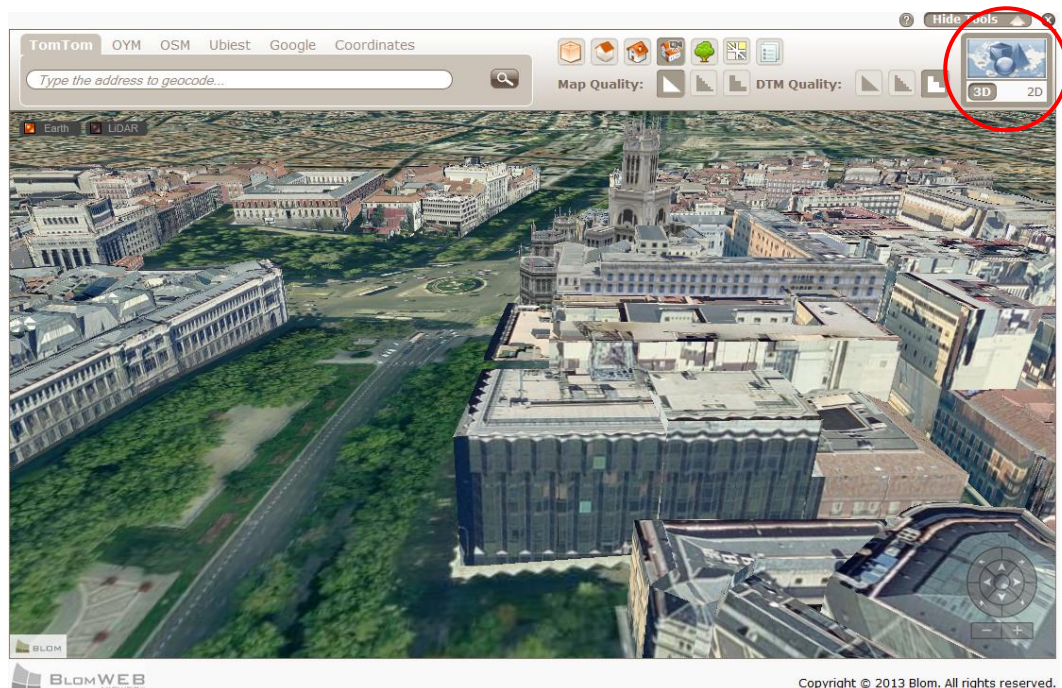 ? Hide Tools X
TomTom OYM OSM Ubiest Google Coordinates
Type the address to geocode...
Map Quality: DTM Quality:
3D 2D
Earth LiDAR
BLOM
BLOMWEB
Copyright © 2013 Blom. All rights reserved.